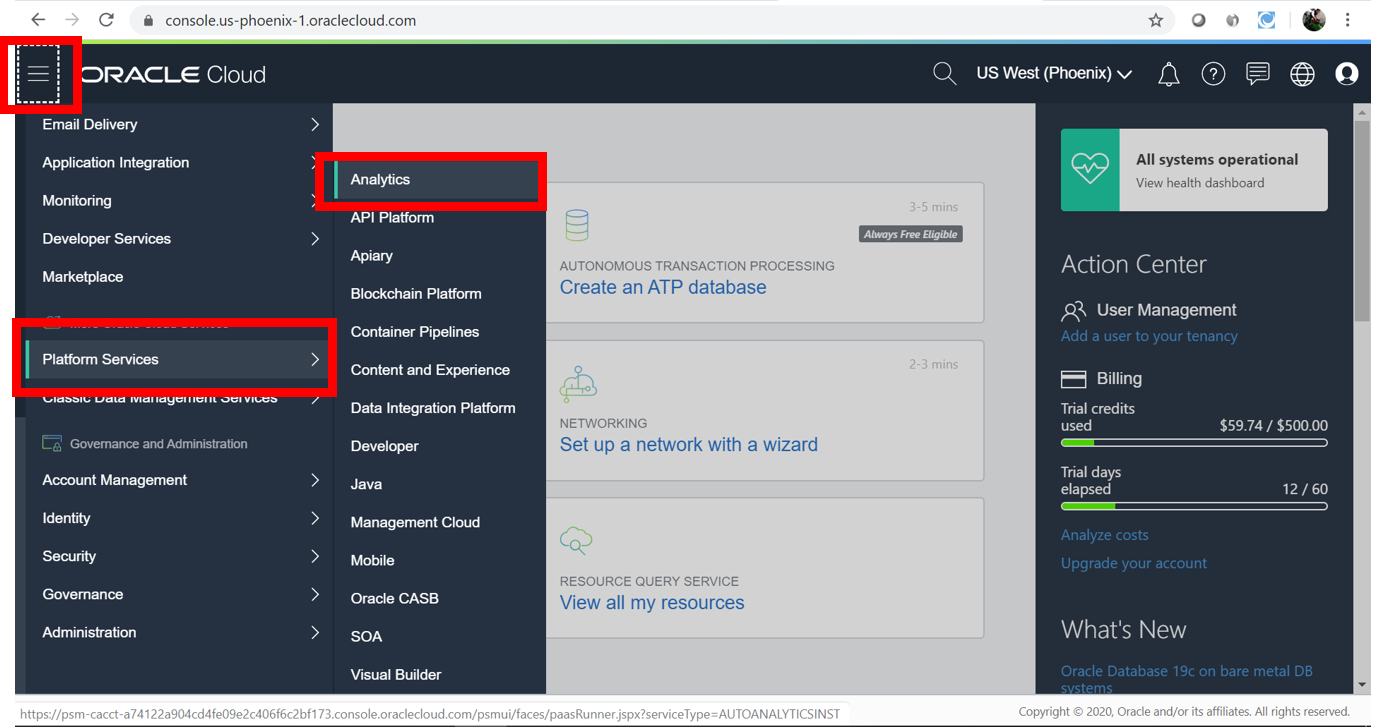 console.us-phoenix-1.oraclecloud.com
ORACLE Cloud
US West (Phoenix)
Email Delivery
Application Integration
Monitoring
Developer Services
Marketplace
More Oracle Cloud Services
Platform Services
Classic Data Management Services
Governance and Administration
Account Management
Identity
Security
Governance
Administration
Analytics
API Platform
Apiary
Blockchain Platform
Container Pipelines
Content and Experience
Data Integration Platform
Developer
Java
Management Cloud
Mobile
Oracle CASB
SOA
Visual Builder
3-5 mins
Always Free Eligible
AUTONOMOUS TRANSACTION PROCESSING
Create an ATP database
2-3 mins
NETWORKING
Set up a network with a wizard
RESOURCE QUERY SERVICE
View all my resources
All systems operational
View health dashboard
Action Center
User Management
Add a user to your tenancy
Billing
Trial credits
used $59.74 / $500.00
Trial days
elapsed 12 / 60
Analyze costs
Upgrade your account
What's New
Oracle Database 19c on bare metal DB
systems
https://psm-cacct-a74122a904cd4fe09e2c406f6c2bf173.console.oraclecloud.com/psmui/faces/paasRunner.jspx?serviceType=AUTOANALYTICSINST
Copyright © 2020, Oracle and/or its affiliates. All rights reserved.